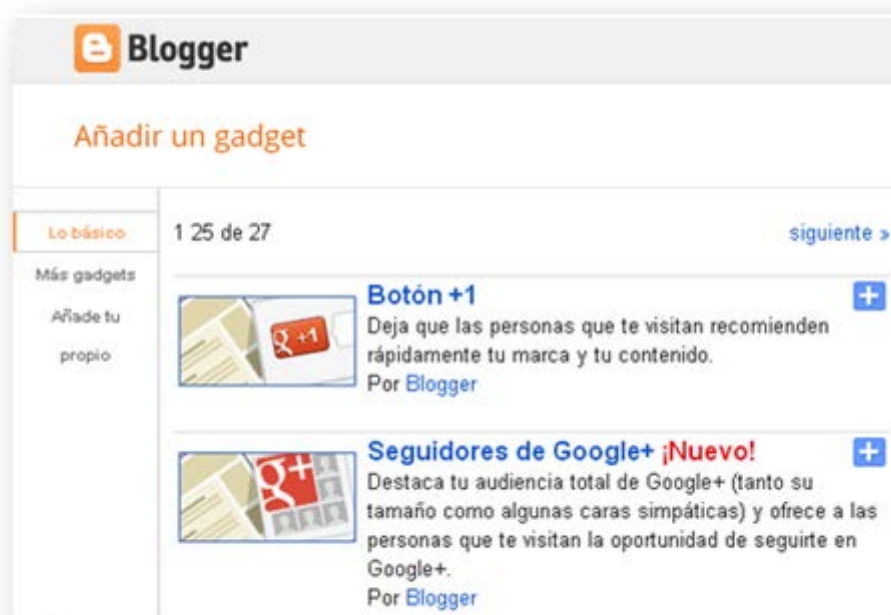 Blogger
Añadir un gadget
Lo básico
Más gadgets
Añade tu
propio
1 25 de 27
siguiente »
Botón +1
Deja que las personas que te visitan recomienden
rápidamente tu marca y tu contenido.
Por Blogger
g +1
Seguidores de Google+ ¡Nuevo!
Destaca tu audiencia total de Google+ (tanto su
tamaño como algunas caras simpáticas) y ofrece a las
personas que te visitan la oportunidad de seguirte en
Google+.
Por Blogger
g+